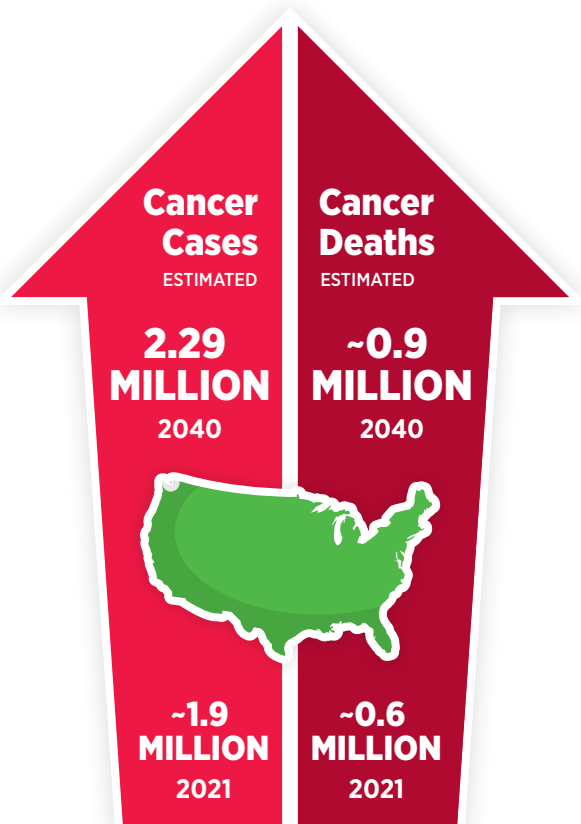 Cancer
Cases
ESTIMATED
2.29
MILLION
2040
~1.9
MILLION
2021
Cancer
Deaths
ESTIMATED
~0.9
MILLION
2040
~0.6
MILLION
2021